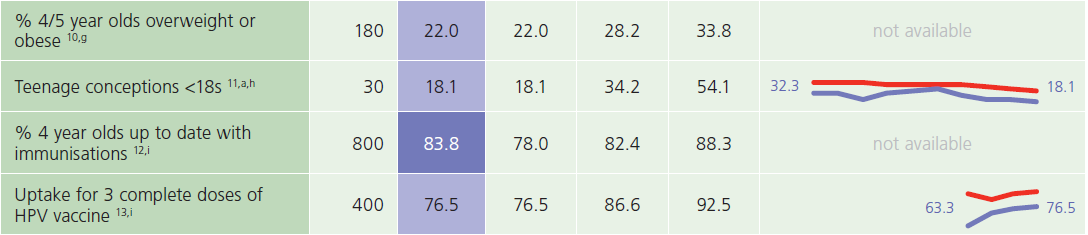 % 4/5 year olds overweight or
obese 10,g 180 22.0 22.0 28.2 33.8 not available
Teenage conceptions <18s 11,a,h 30 18.1 18.1 34.2 54.1 32.3 18.1
% 4 year olds up to date with
immunisations 12,i 800 83.8 78.0 82.4 88.3 not available
Uptake for 3 complete doses of
HPV vaccine 13,i 400 76.5 76.5 86.6 92.5 63.3 76.5